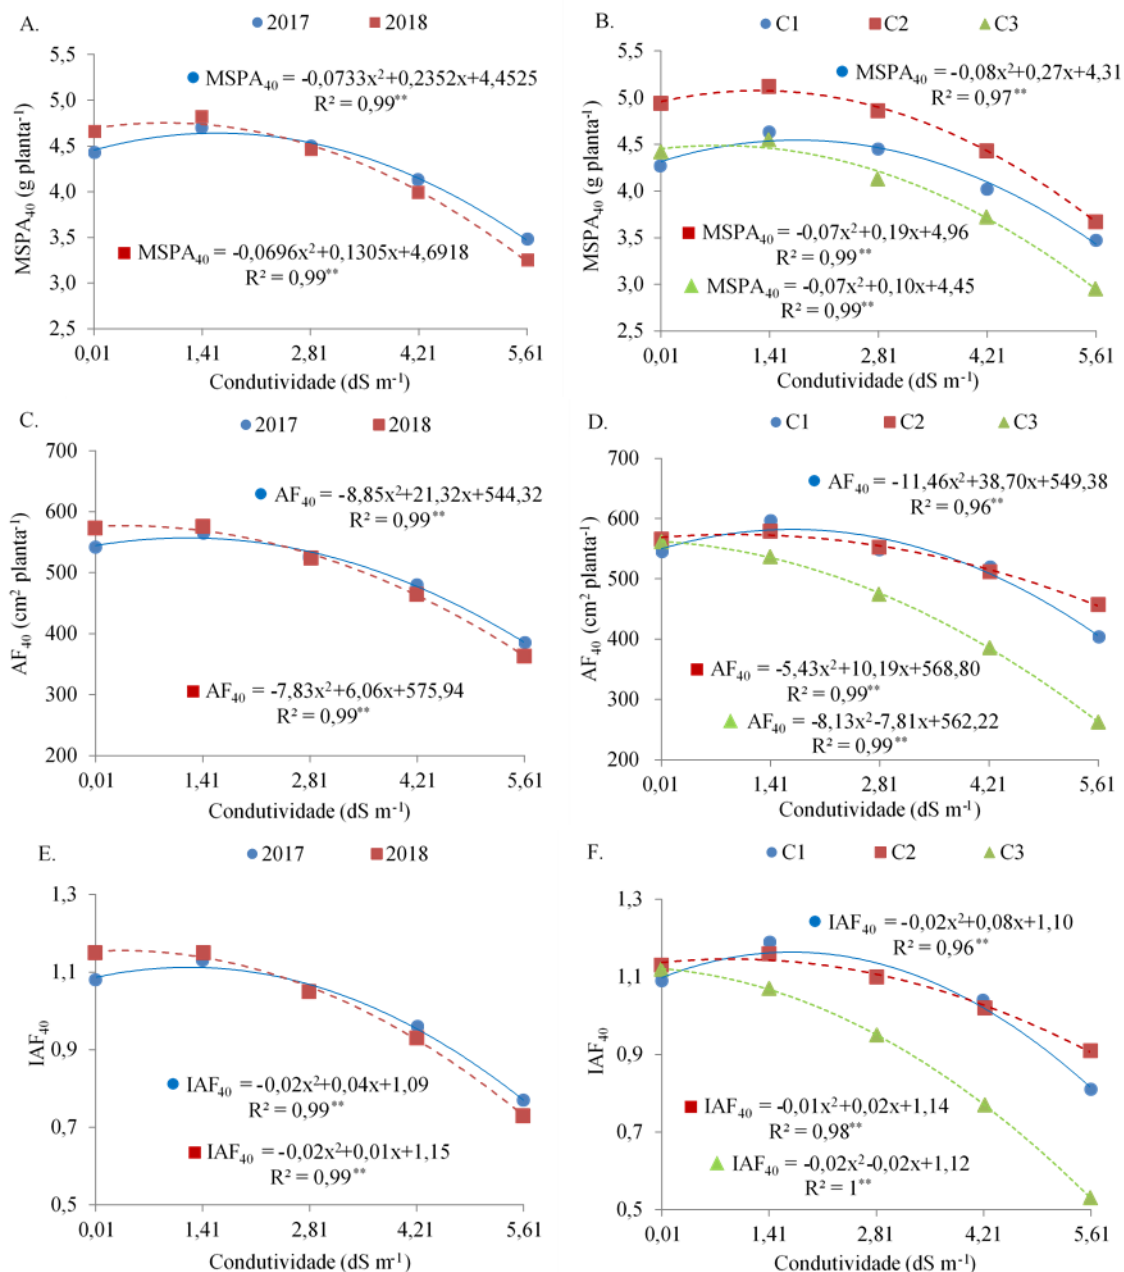 A.
2017
2018
5,5
5,0
4,5
4,0
3,5
3,0
2,5
MSPA₄₀ (g planta⁻¹)
MSPA₄₀ = -0,0733x²+0,2352x+4,4525
R² = 0,99**
MSPA₄₀ = -0,0696x²+0,1305x+4,6918
R² = 0,99**
0,01 1,41 2,81 4,21 5,61
Condutividade (dS m⁻¹)
B.
C1
C2
C3
5,5
5,0
4,5
4,0
3,5
3,0
2,5
MSPA₄₀ (g planta⁻¹)
MSPA₄₀ = -0,08x²+0,27x+4,31
R² = 0,97**
MSPA₄₀ = -0,07x²+0,19x+4,96
R² = 0,99**
MSPA₄₀ = -0,07x²+0,10x+4,45
R² = 0,99**
0,01 1,41 2,81 4,21 5,61
Condutividade (dS m⁻¹)
C.
2017
2018
700
600
500
400
300
200
AF₄₀ (cm² planta⁻¹)
AF₄₀ = -8,85x²+21,32x+544,32
R² = 0,99**
AF₄₀ = -7,83x²+6,06x+575,94
R² = 0,99**
0,01 1,41 2,81 4,21 5,61
Condutividade (dS m⁻¹)
D.
C1
C2
C3
700
600
500
400
300
200
AF₄₀ (cm² planta⁻¹)
AF₄₀ = -11,46x²+38,70x+549,38
R² = 0,96**
AF₄₀ = -5,43x²+10,19x+568,80
R² = 0,99**
AF₄₀ = -8,13x²-7,81x+562,22
R² = 0,99**
0,01 1,41 2,81 4,21 5,61
Condutividade (dS m⁻¹)
E.
2017
2018
1,3
1,1
0,9
0,7
0,5
IAF₄₀
IAF₄₀ = -0,02x²+0,04x+1,09
R² = 0,99**
IAF₄₀ = -0,02x²+0,01x+1,15
R² = 0,99**
0,01 1,41 2,81 4,21 5,61
Condutividade (dS m⁻¹)
F.
C1
C2
C3
1,3
1,1
0,9
0,7
0,5
IAF₄₀
IAF₄₀ = -0,02x²+0,08x+1,10
R² = 0,96**
IAF₄₀ = -0,01x²+0,02x+1,14
R² = 0,98**
IAF₄₀ = -0,02x²-0,02x+1,12
R² = 1**
0,01 1,41 2,81 4,21 5,61
Condutividade (dS m⁻¹)